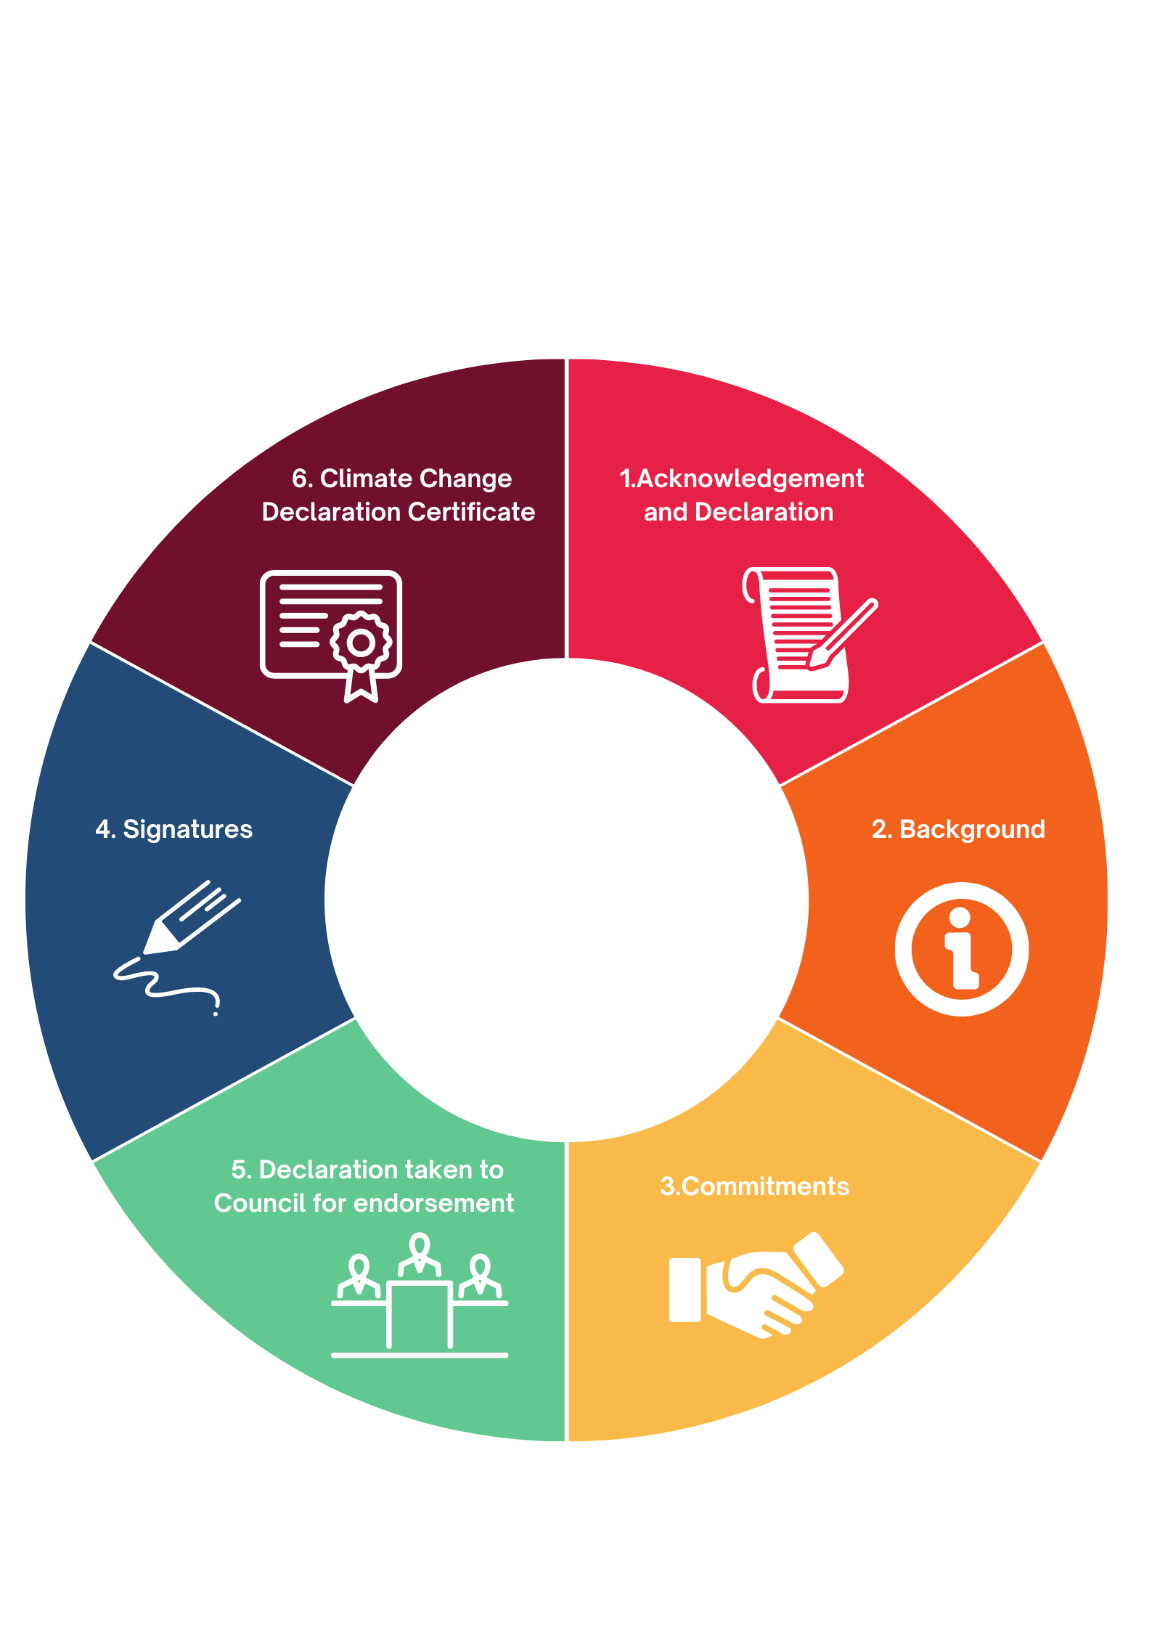 6. Climate Change
Declaration Certificate
1.Acknowledgement
and Declaration
4. Signatures
2. Background
5. Declaration taken to
Council for endorsement
3.Commitments